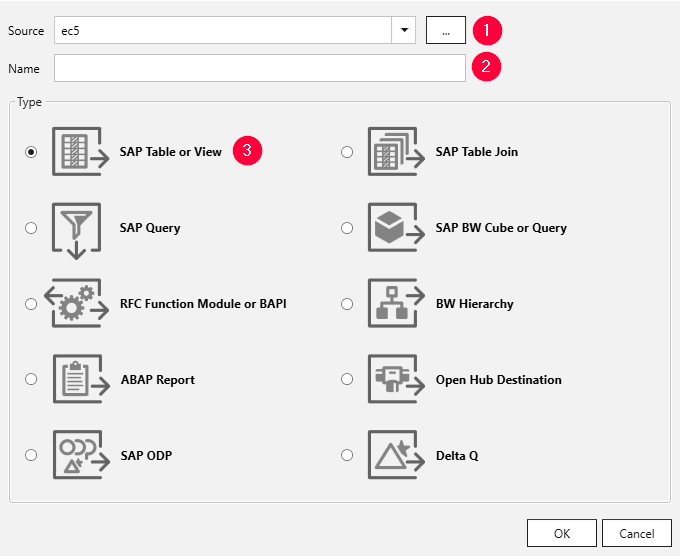 Source ec5 ... 1
Name 2
Type
SAP Table or View 3 SAP Table Join
SAP Query SAP BW Cube or Query
RFC Function Module or BAPI BW Hierarchy
ABAP Report Open Hub Destination
SAP ODP Delta Q
OK Cancel